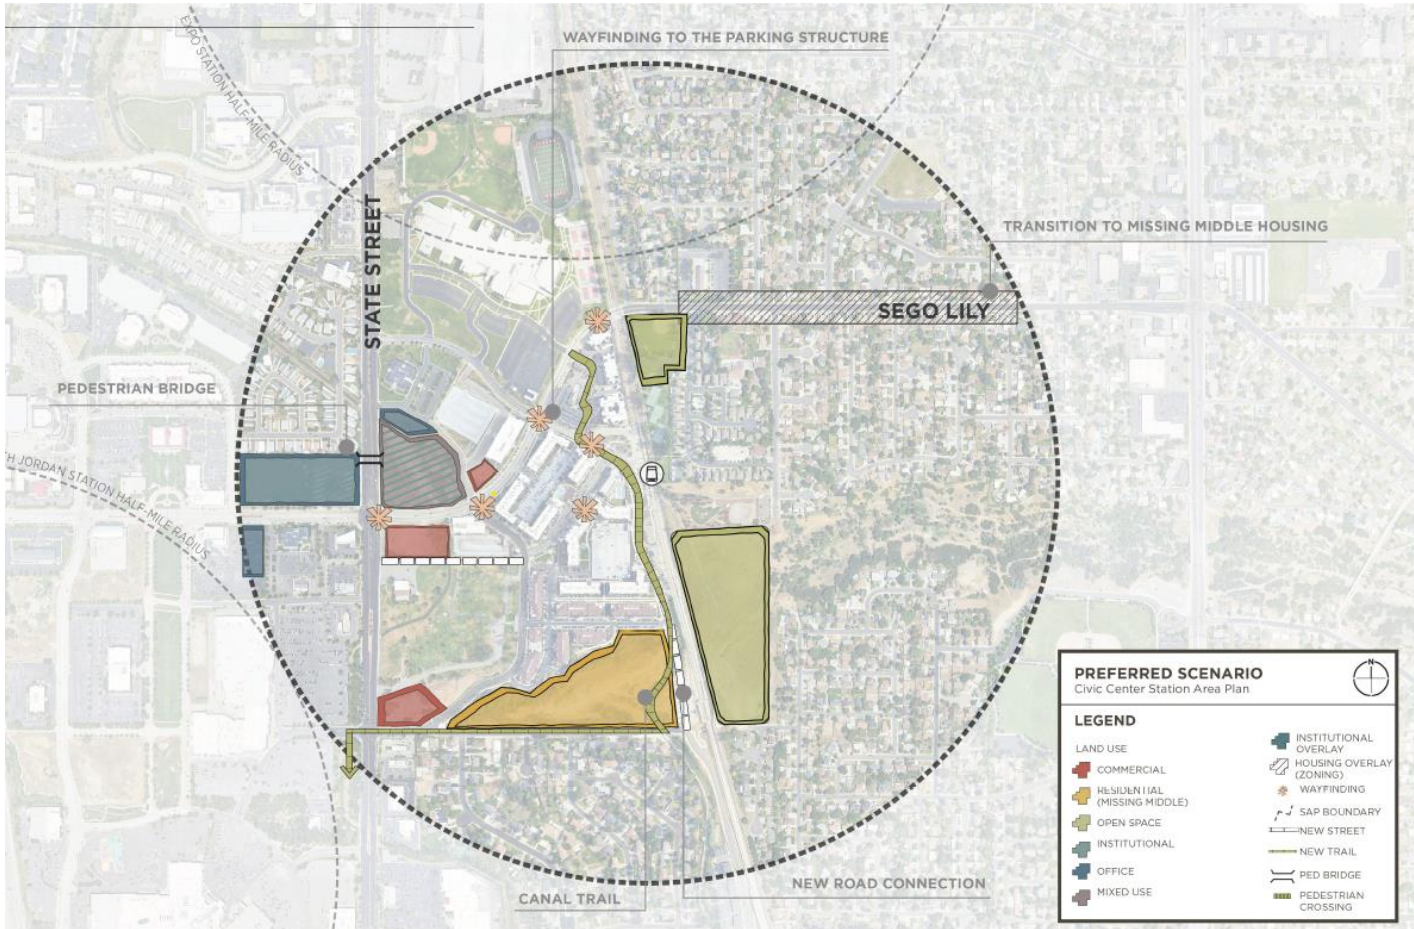 WAYFINDING TO THE PARKING STRUCTURE
EXPO STATION HALF-MILE RADIUS
STATE STREET
TRANSITION TO MISSING MIDDLE HOUSING
SEGO LILY
PEDESTRIAN BRIDGE
TH JORDAN STATION HALF-MILE RADIUS
CANAL TRAIL
NEW ROAD CONNECTION
PREFERRED SCENARIO
Civic Center Station Area Plan
N
LEGEND
LAND USE
COMMERCIAL
RESIDENTIAL
(MISSING MIDDLE)
OPEN SPACE
INSTITUTIONAL
OFFICE
MIXED USE
INSTITUTIONAL
OVERLAY
HOUSING OVERLAY
(ZONING)
WAYFINDING
SAP BOUNDARY
NEW STREET
NEW TRAIL
PED BRIDGE
PEDESTRIAN
CROSSING